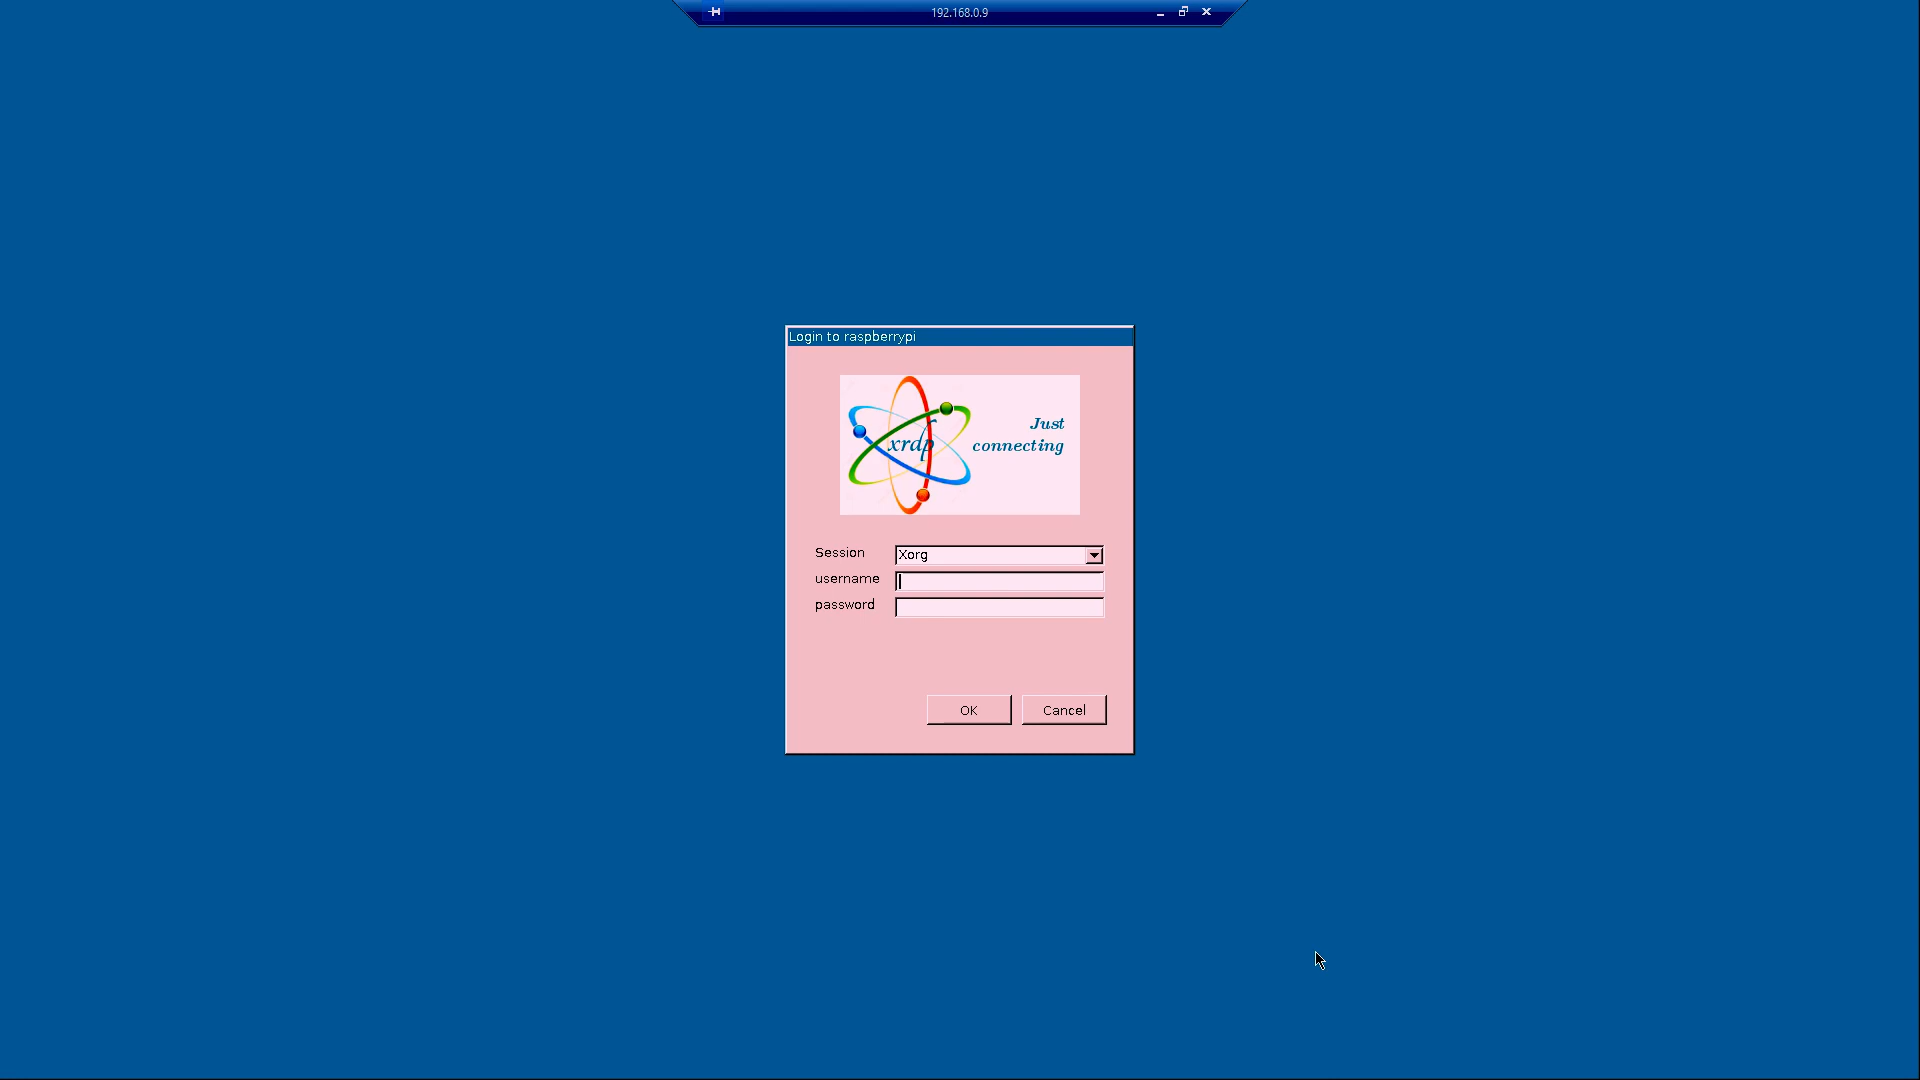 192.168.0.9
Login to raspberrypi
xrdp
Just
connecting
Session Xorg
username
password
OK Cancel